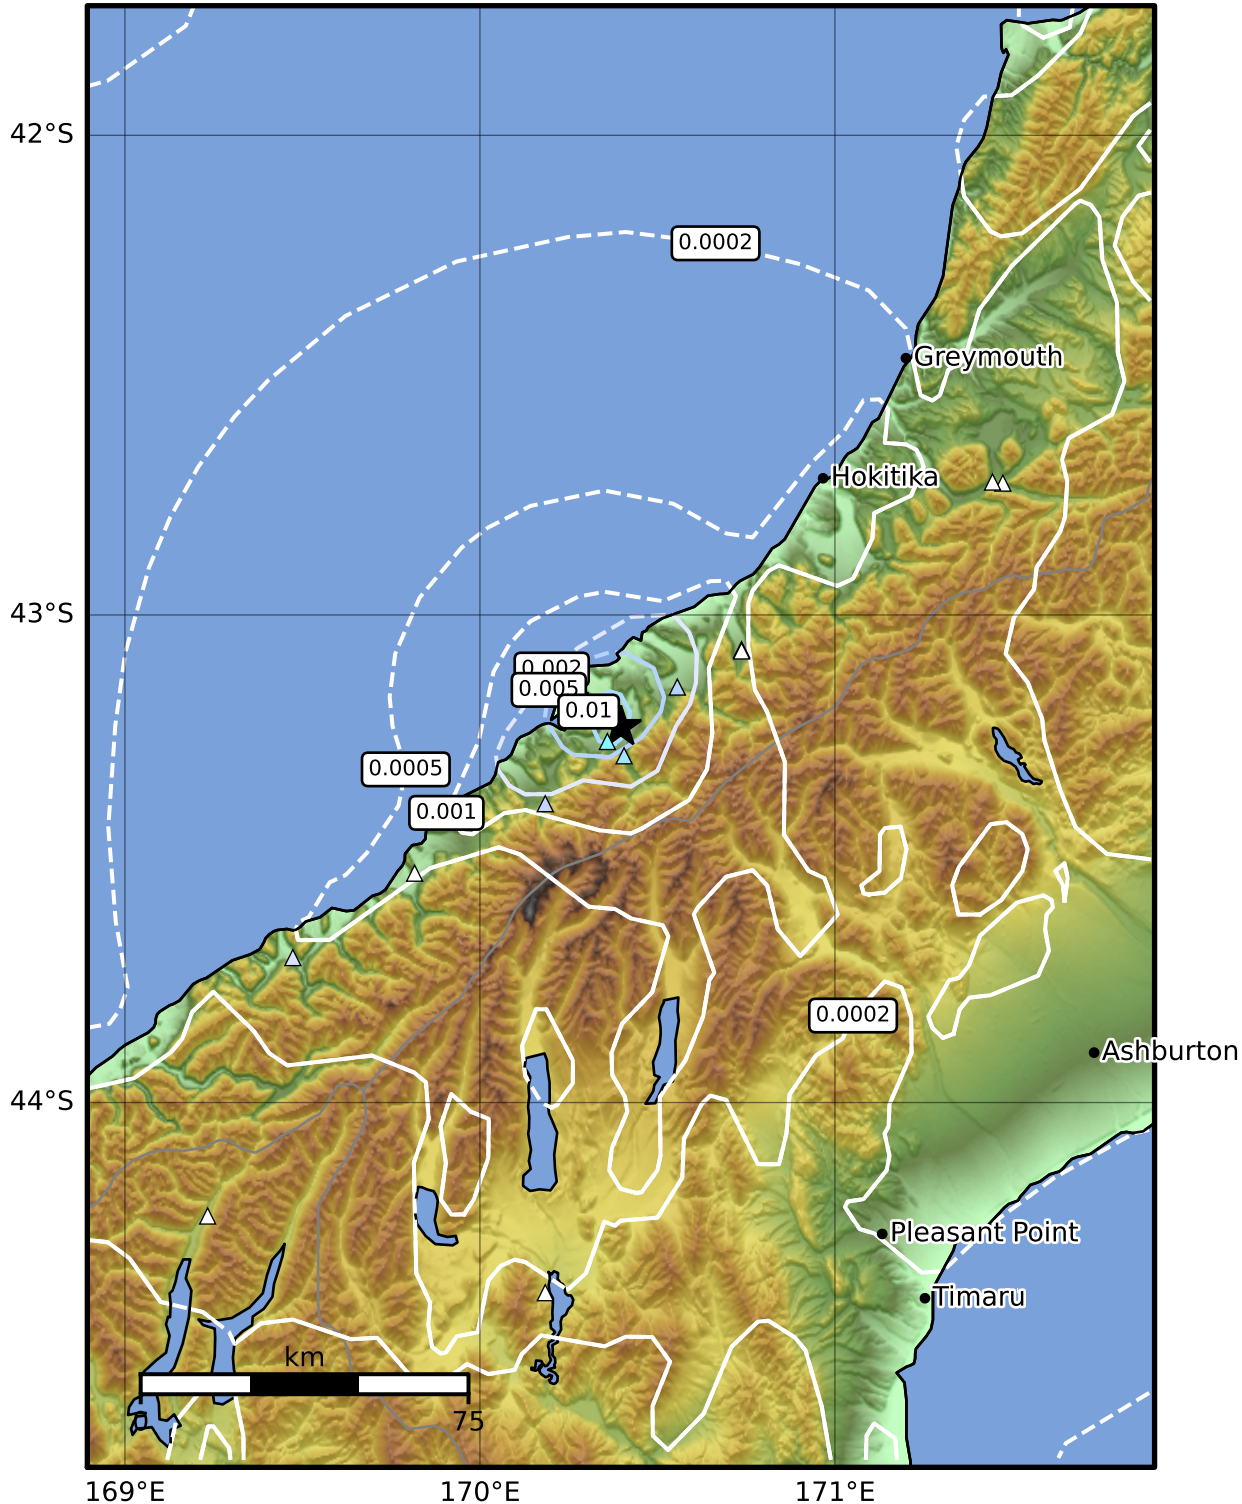 42°S
0.0002
Greymouth
Hokitika
43°S
0.002
0.005
0.01
0.0005
0.001
0.0002
Ashburton
44°S
Pleasant Point
Timaru
km
75
169°E
170°E
171°E